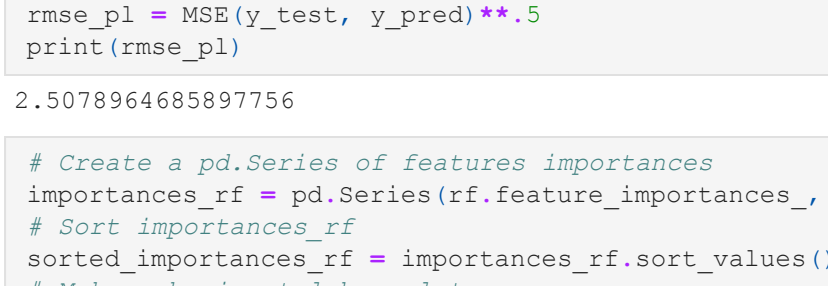 rmse_pl = MSE(y_test, y_pred)**.5
print(rmse_pl)
2.5078964685897756
# Create a pd.Series of features importances
importances_rf = pd.Series(rf.feature_importances_,
# Sort importances_rf
sorted_importances_rf = importances_rf.sort_values()